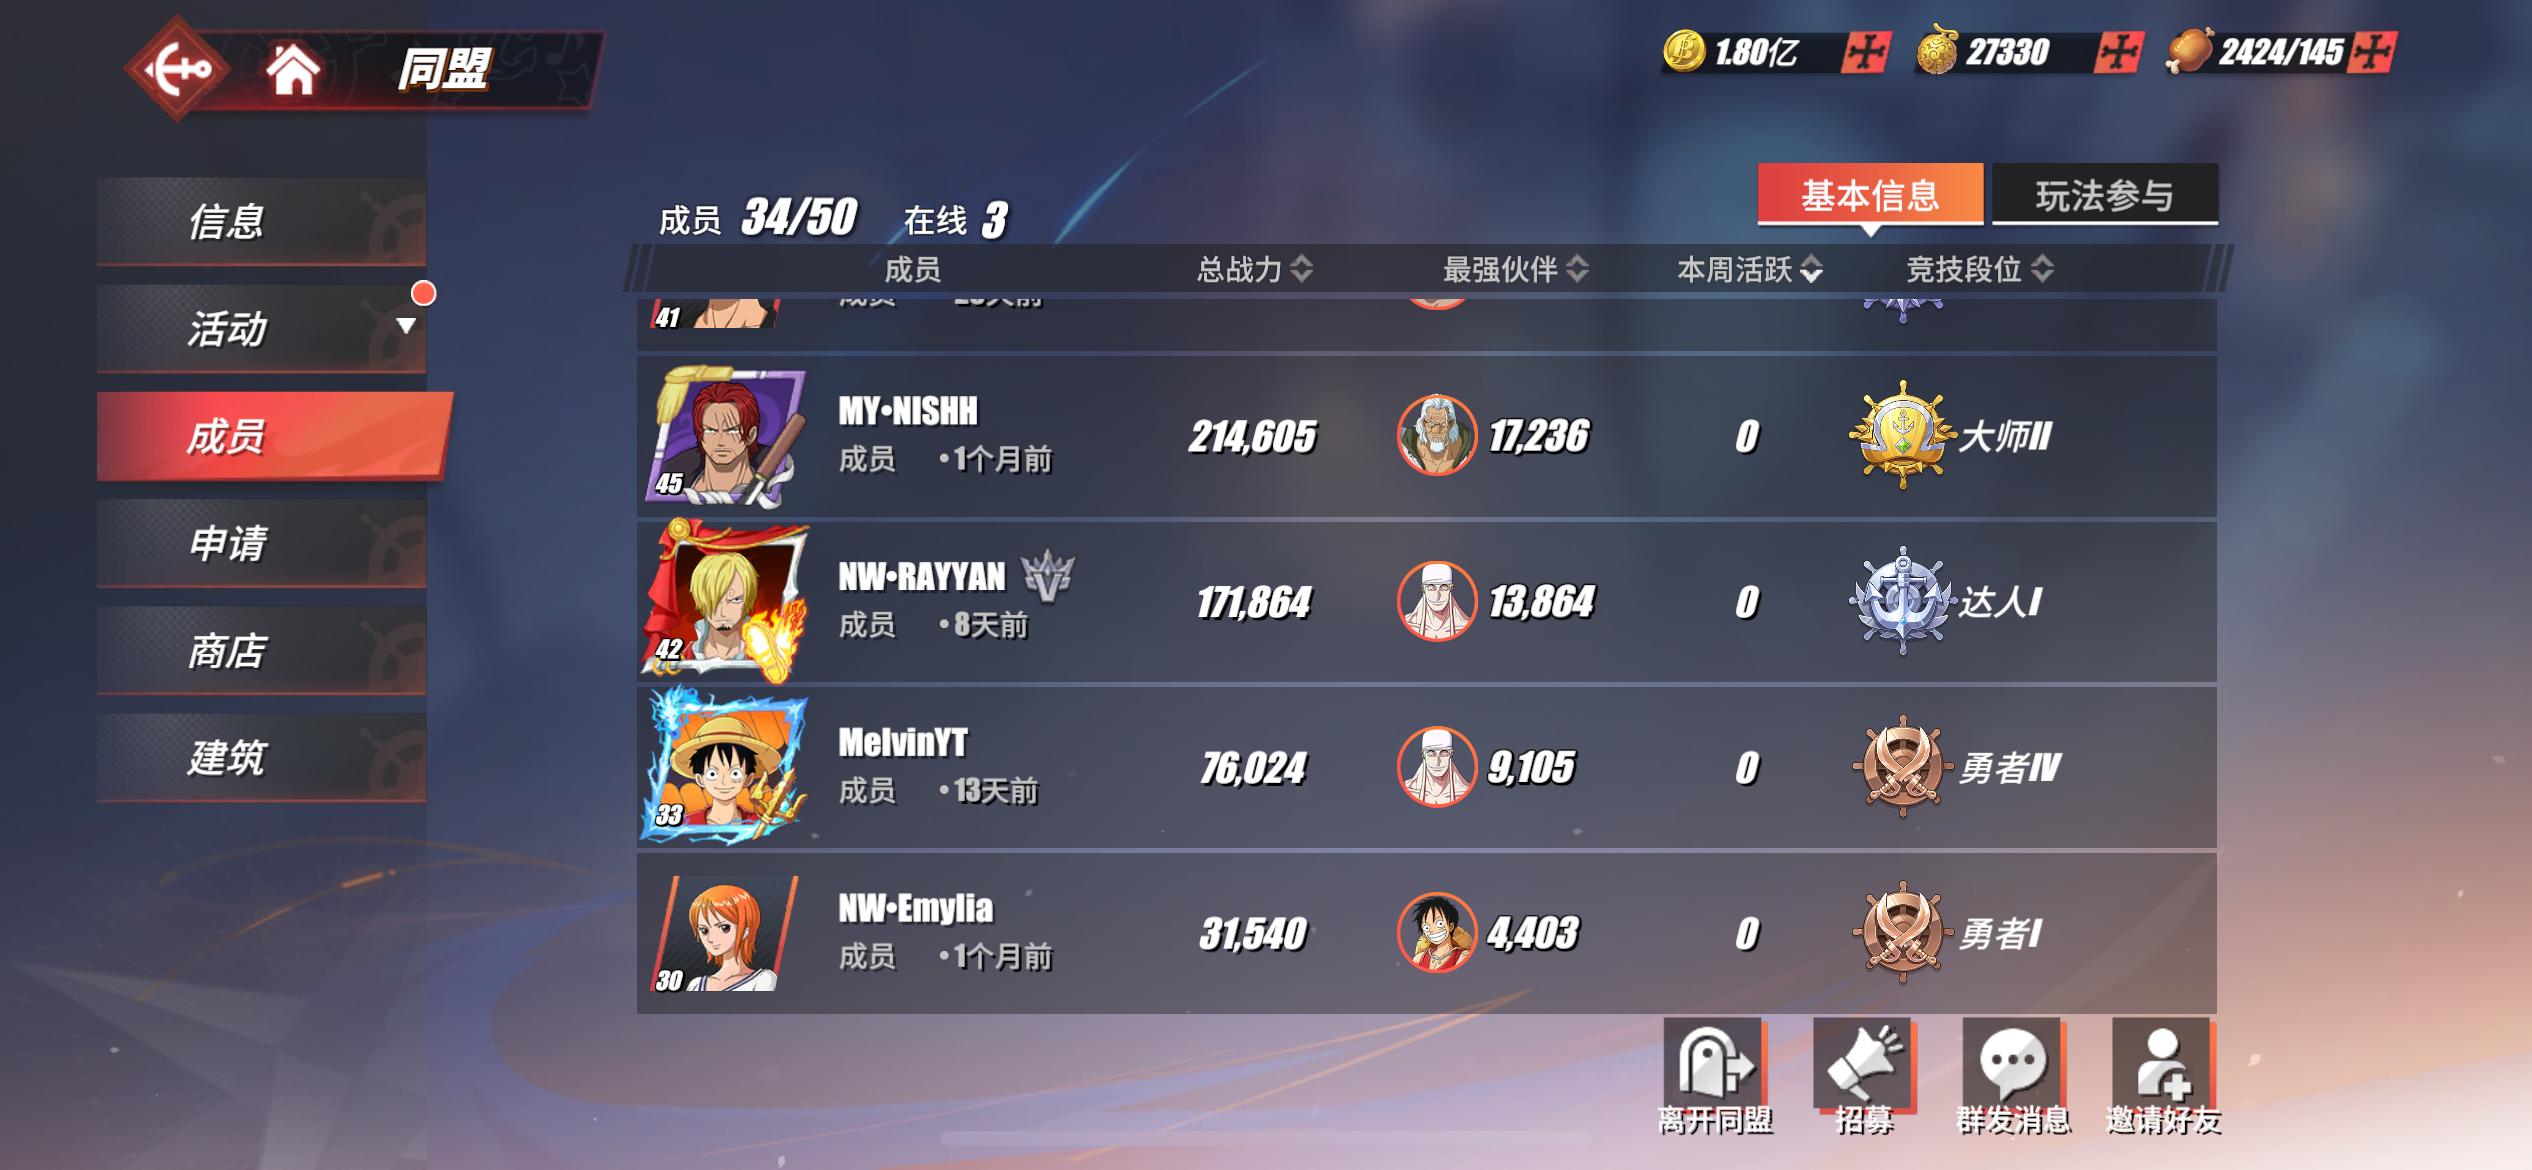 同盟
1.80亿
27330
2424/145
信息
活动
成员
申请
商店
建筑
成员 34/50 在线 3
基本信息
玩法参与
成员 总战力 最强伙伴 本周活跃 竞技段位
41
MY•NISHH
成员 •1个月前
45
214,605
17,236
0
大师II
NW•RAYYAN
V
成员 •8天前
42
171,864
13,864
0
达人I
MelvinYT
成员 •13天前
33
76,024
9,105
0
勇者IV
NW•Emylia
成员 •1个月前
30
31,540
4,403
0
勇者I
离开同盟
招募
群发消息
邀请好友